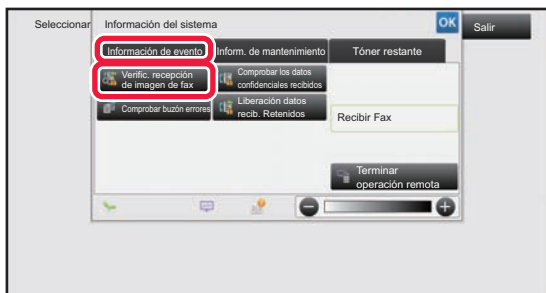 Seleccionar
Información del sistema
OK
Salir
Información de evento
Inform. de mantenimiento
Tóner restante
Verific. recepción
de imagen de fax
Comprobar los datos
confidenciales recibidos
Comprobar buzón errores
Liberación datos
recib. Retenidos
Recibir Fax
Terminar
operación remota